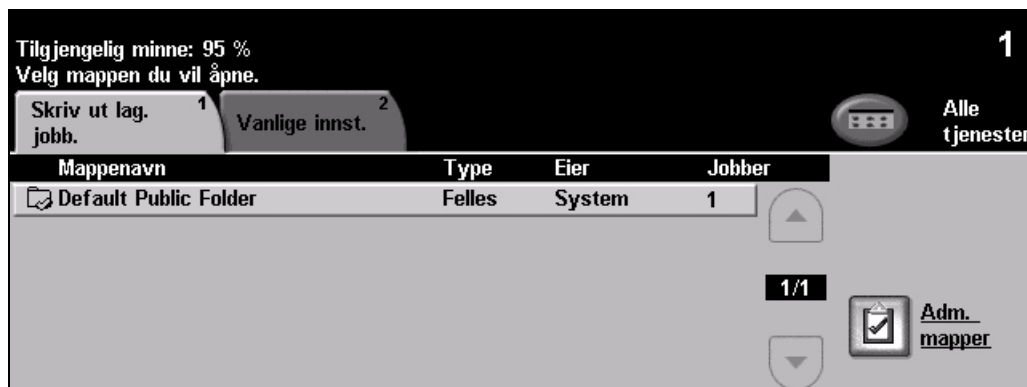 Tilgjengelig minne: 95 %
1
Velg mappen du vil åpne.
Skriv ut lag. jobb.
1
Vanlige innst.
2
Alle
tjenester
Mappenavn Type Eier Jobber
Default Public Folder Felles System 1
1/1
Adm.
mapper